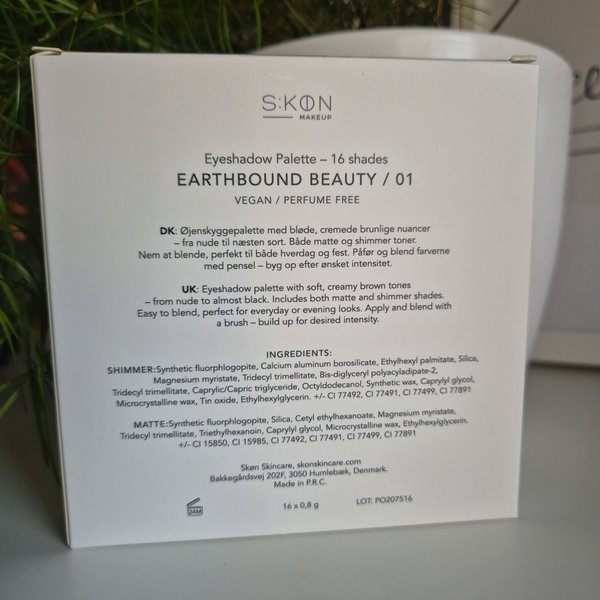 S:KØN
MAKEUP
Eyeshadow Palette – 16 shades
EARTHBOUND BEAUTY / 01
VEGAN / PERFUME FREE
DK: Øjenskyggepalette med bløde, cremede brunlige nuancer
– fra nude til næsten sort. Både matte og shimmer toner.
Nem at blende, perfekt til både hverdag og fest. Påfør og blend farverne
med pensel – byg op efter ønsket intensitet.
UK: Eyeshadow palette with soft, creamy brown tones
– from nude to almost black. Includes both matte and shimmer shades.
Easy to blend, perfect for everyday or evening looks. Apply and blend with
a brush – build up for desired intensity.
INGREDIENTS:
SHIMMER:Synthetic fluorphlogopite, Calcium aluminum borosilicate, Ethylhexyl palmitate, Silica,
Magnesium myristate, Tridecyl trimellitate, Bis-diglyceryl polyacyladipate-2,
Tridecyl trimellitate, Caprylic/Capric triglyceride, Octyldodecanol, Synthetic wax, Caprylyl glycol,
Microcrystalline wax, Tin oxide, Ethylhexylglycerin. +/- CI 77492, CI 77491, CI 77499, CI 77891
MATTE:Synthetic fluorphlogopite, Silica, Cetyl ethylhexanoate, Magnesium myristate,
Tridecyl trimellitate, Triethylhexanoin, Caprylyl glycol, Microcrystalline wax, Ethylhexylglycerin.
+/- CI 15850, CI 15985, CI 77492, CI 77491, CI 77499, CI 77891
Skøn Skincare, skonskincare.com
Bakkegårdsvej 202F, 3050 Humlebæk, Denmark.
Made in P.R.C.
24M
16 x 0,8 g
LOT: PO207516